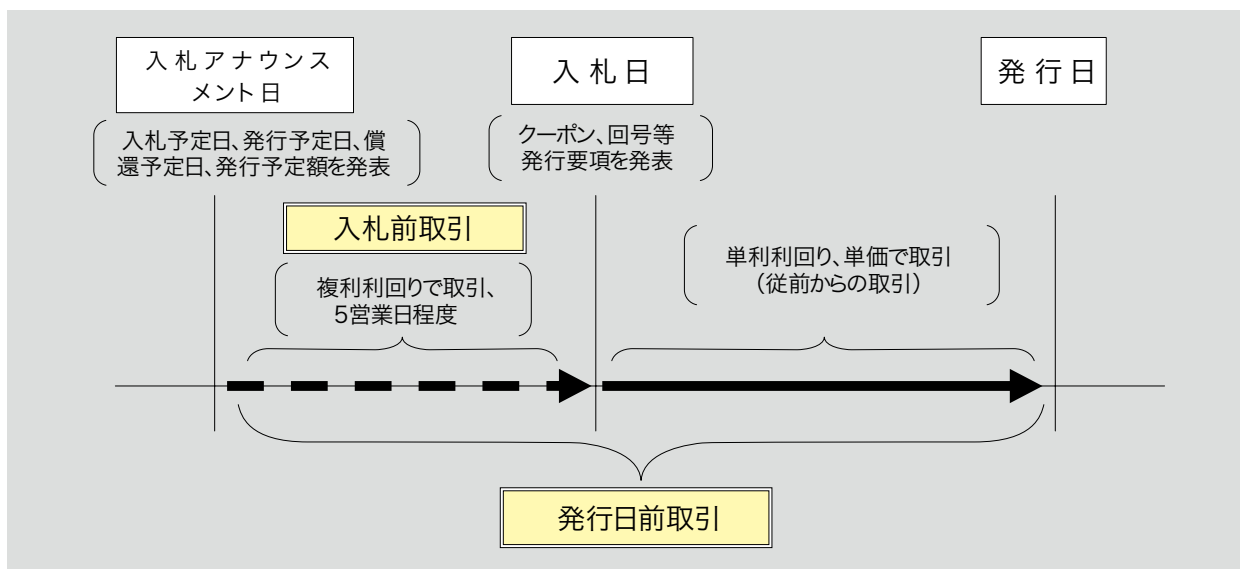 入札アナウンス
メント日
入札日
発行日
入札予定日、発行予定日、償
還予定日、発行予定額を発表
クーポン、回号等
発行要項を発表
入札前取引
複利利回りで取引、
5営業日程度
単利利回り、単価で取引
（従前からの取引）
発行日前取引